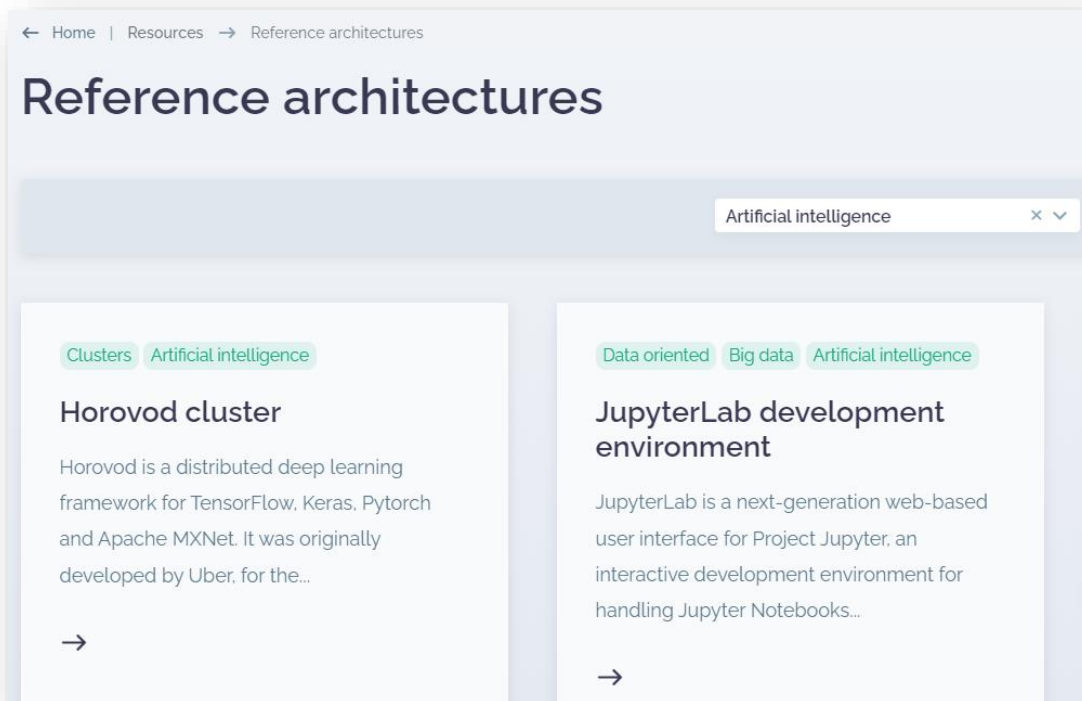 ← Home | Resources → Reference architectures
Reference architectures
Artificial intelligence × 
Clusters Artificial intelligence
Horovod cluster
Horovod is a distributed deep learning
framework for TensorFlow, Keras, Pytorch
and Apache MXNet. It was originally
developed by Uber, for the...
→
Data oriented Big data Artificial intelligence
JupyterLab development
environment
JupyterLab is a next-generation web-based
user interface for Project Jupyter, an
interactive development environment for
handling Jupyter Notebooks...
→